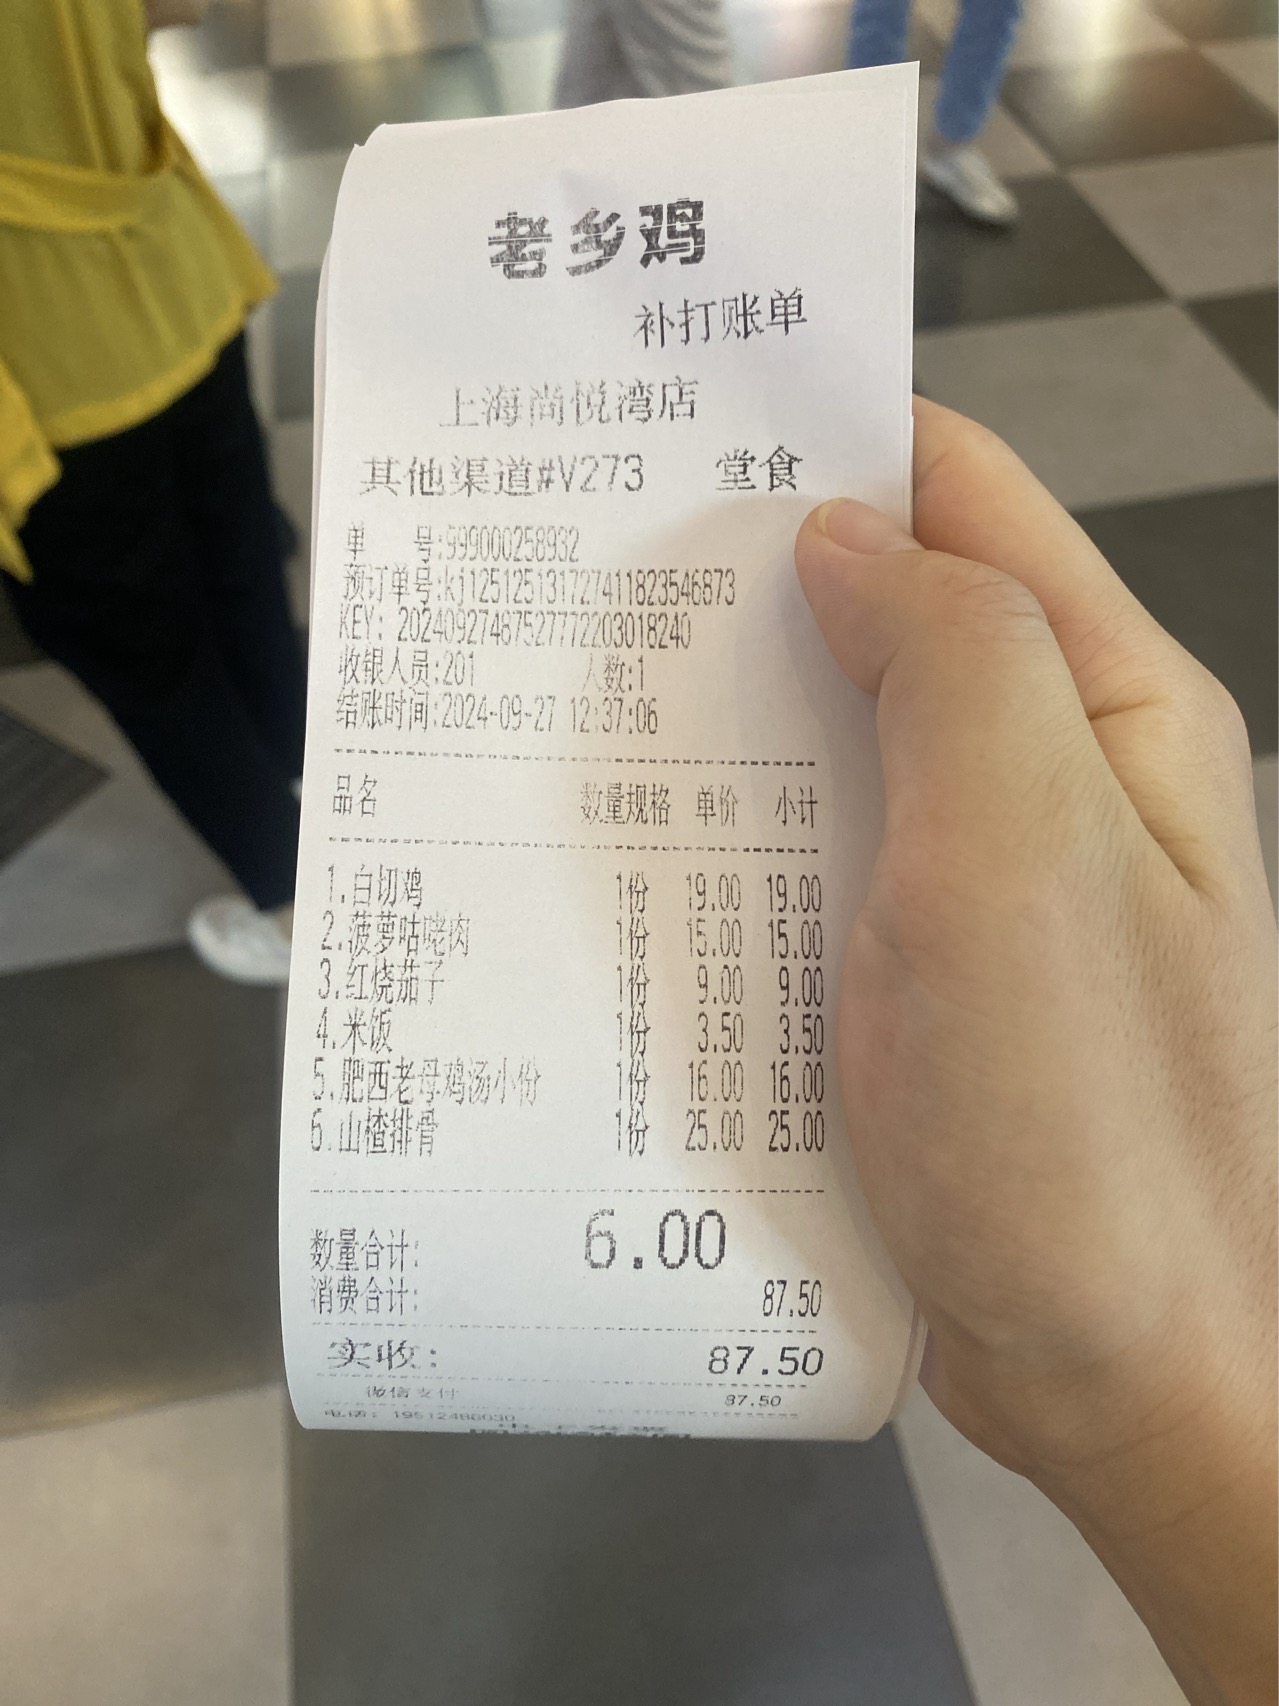 老乡鸡
补打账单
上海尚悦湾店
其他渠道#V273 堂食
单 号:999000258932
预订单号:kj12512513172741182354​6873
KEY: 20240927487527772203018240
收银人员:201 人数:1
结账时间:2024-09-27 12:37:06
品名 数量规格 单价 小计
1.白切鸡 1份 19.00 19.00
2.菠萝咕咾肉 1份 15.00 15.00
3.红烧茄子 1份 9.00 9.00
4.米饭 1份 3.50 3.50
5.肥西老母鸡汤小份 1份 16.00 16.00
6.山楂排骨 1份 25.00 25.00
数量合计: 6.00
消费合计: 87.50
实收: 87.50
微信支付 87.50
电话: